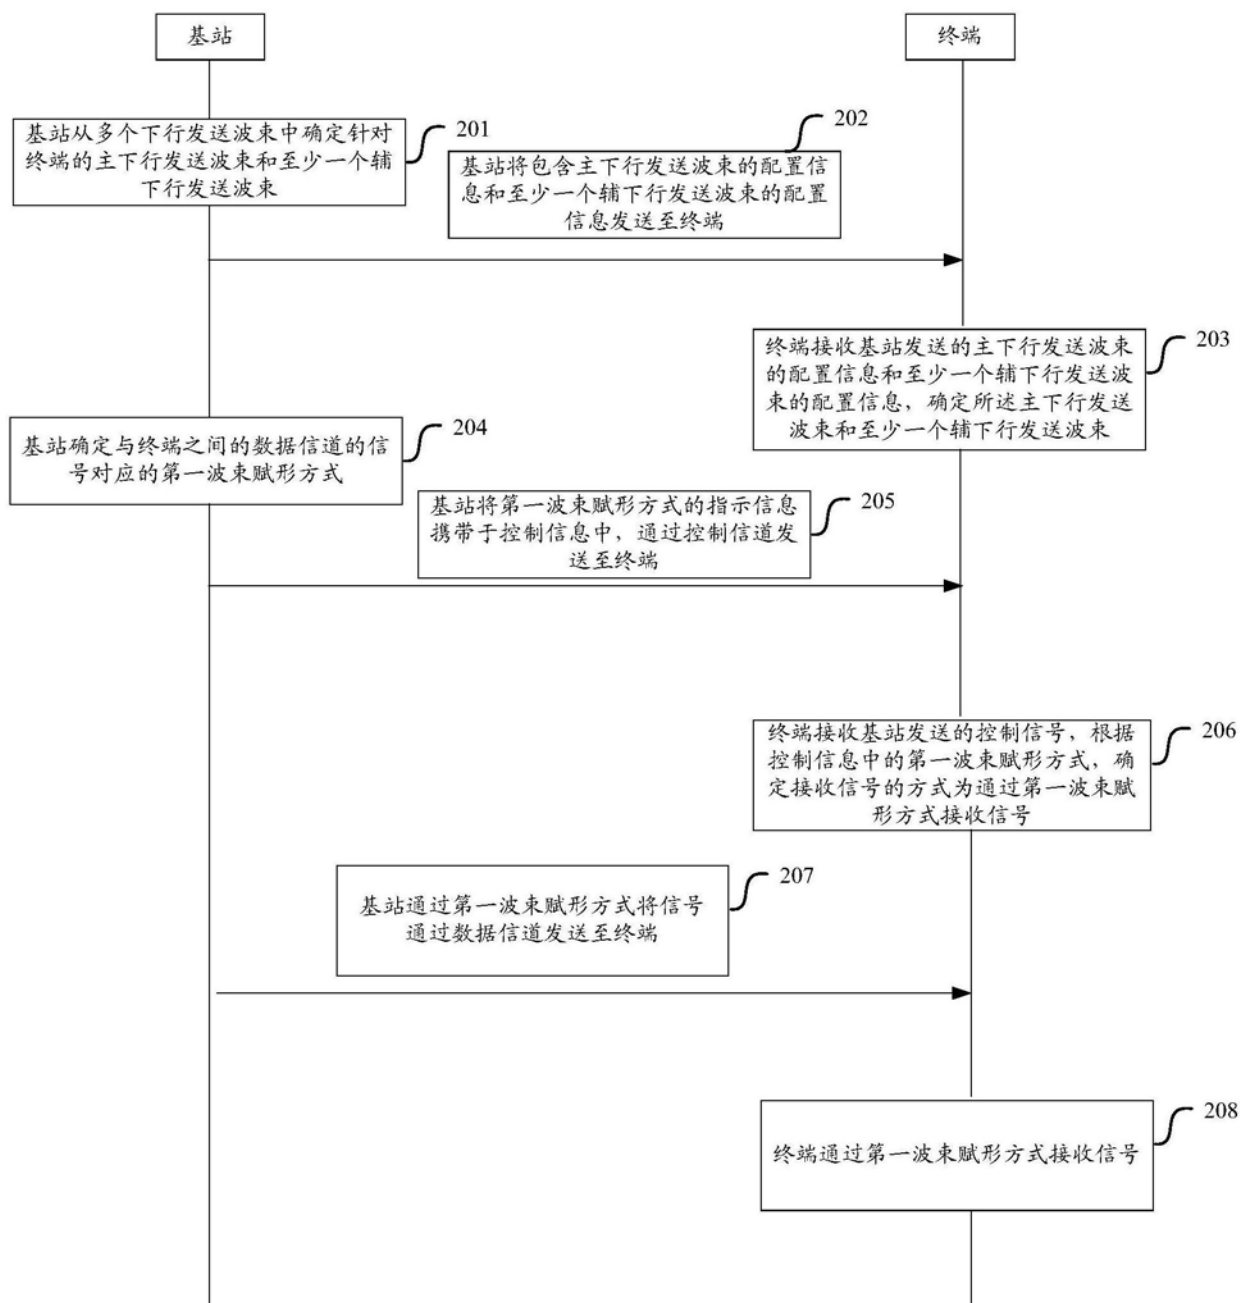 基站
终端
基站从多个下行发送波束中确定针对
终端的主下行发送波束和至少一个辅
下行发送波束
201
202
基站将包含主下行发送波束的配置信
息和至少一个辅下行发送波束的配置
信息发送至终端
203
终端接收基站发送的主下行发送波束
的配置信息和至少一个辅下行发送波
束的配置信息，确定所述主下行发送
波束和至少一个辅下行发送波束
204
基站确定与终端之间的数据信道的信
号对应的第一波束赋形方式
205
基站将第一波束赋形方式的指示信息
携带于控制信息中，通过控制信道发
送至终端
206
终端接收基站发送的控制信号，根据
控制信息中的第一波束赋形方式，确
定接收信号的方式为通过第一波束赋
形方式接收信号
207
基站通过第一波束赋形方式将信号
通过数据信道发送至终端
208
终端通过第一波束赋形方式接收信号